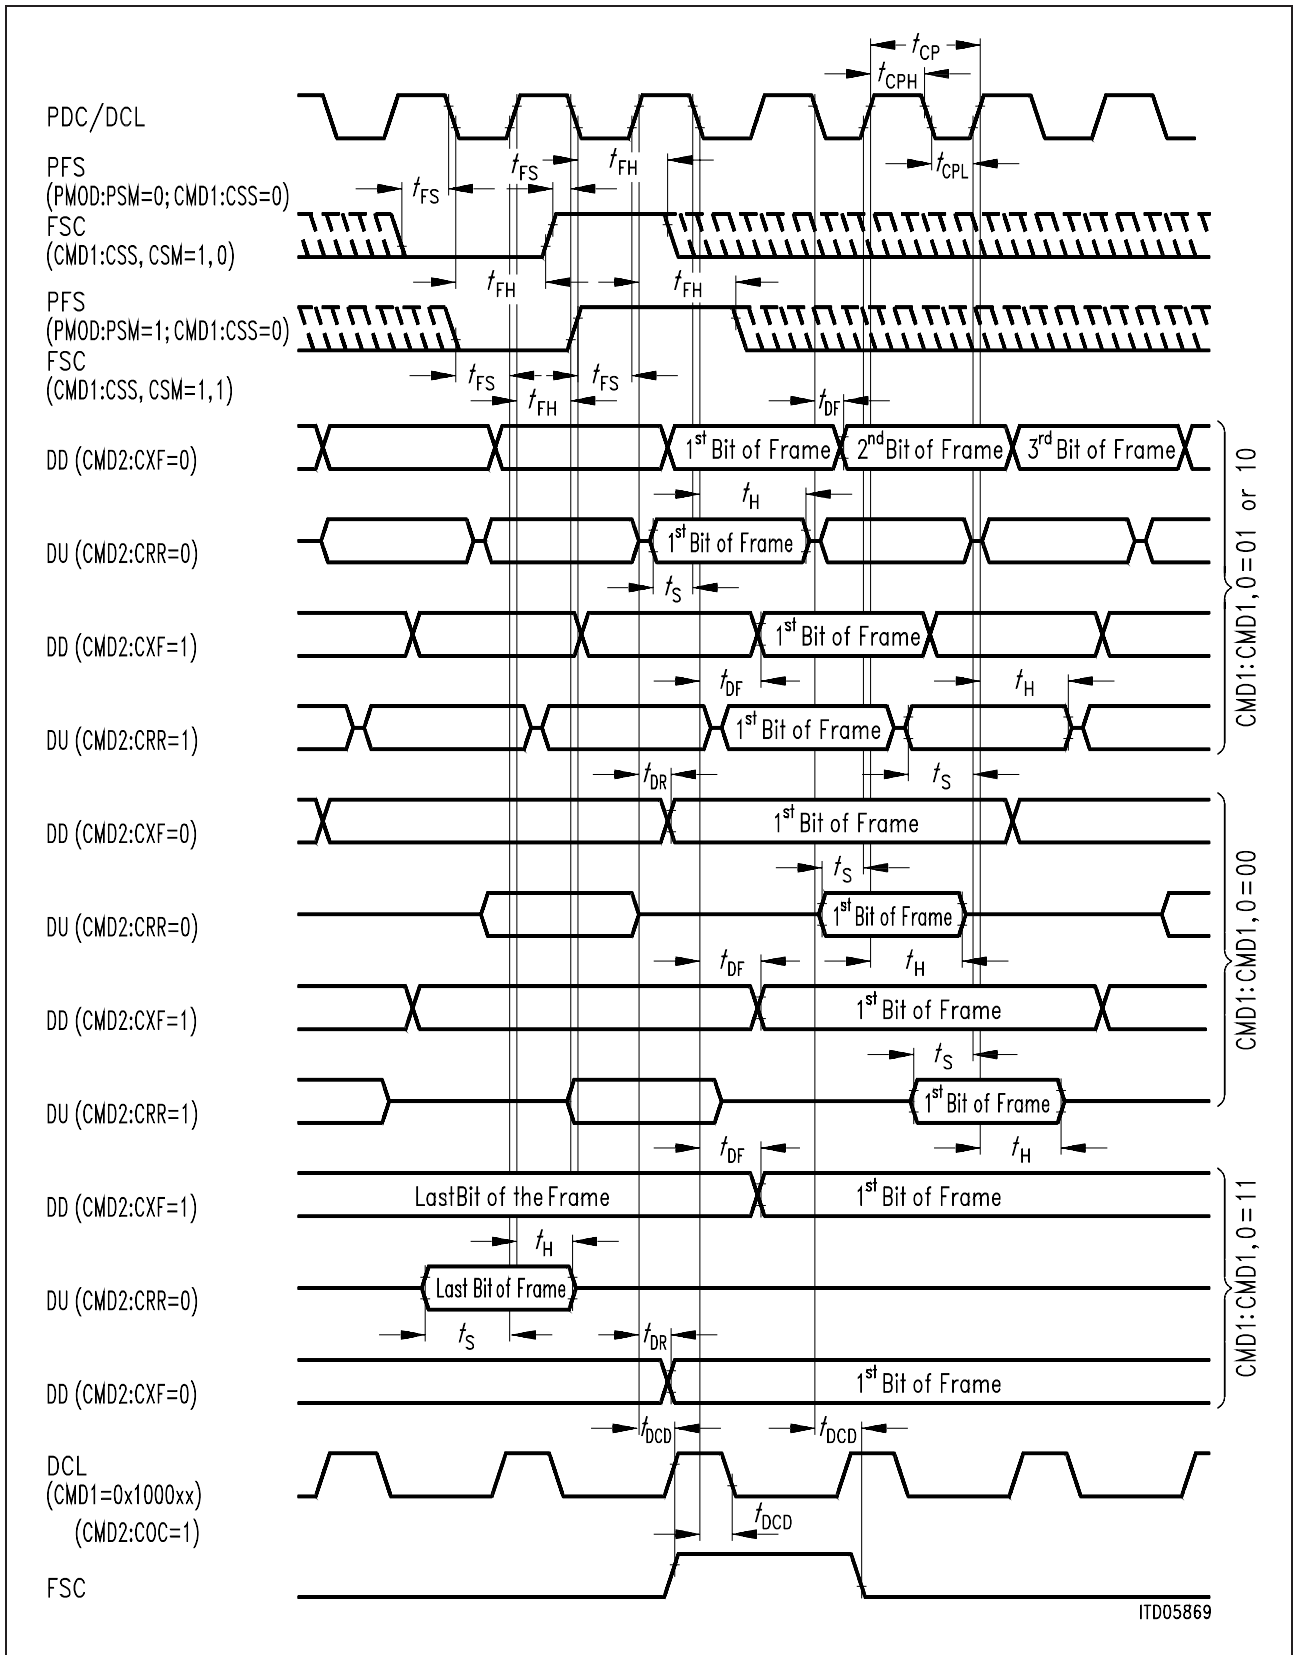 tCP
tCPH
PDC/DCL
tCPL
PFS
(PMOD:PSM=0; CMD1:CSS=0)
tFS
tFS
tFH
FSC
(CMD1:CSS, CSM=1,0)
tFH
tFH
PFS
(PMOD:PSM=1; CMD1:CSS=0)
FSC
(CMD1:CSS, CSM=1,1)
tFS
tFS
tFH
tDF
DD (CMD2:CXF=0)
1st Bit of Frame
2nd Bit of Frame
3rd Bit of Frame
tH
DU (CMD2:CRR=0)
1st Bit of Frame
tS
DD (CMD2:CXF=1)
1st Bit of Frame
tDF
tH
DU (CMD2:CRR=1)
1st Bit of Frame
tDR
tS
CMD1:CMD1,0=01 or 10
DD (CMD2:CXF=0)
1st Bit of Frame
tS
DU (CMD2:CRR=0)
1st Bit of Frame
tDF
tH
DD (CMD2:CXF=1)
1st Bit of Frame
tS
DU (CMD2:CRR=1)
1st Bit of Frame
tDF
tH
CMD1:CMD1,0=00
DD (CMD2:CXF=1)
Last Bit of the Frame
1st Bit of Frame
tH
DU (CMD2:CRR=0)
Last Bit of Frame
tS
tDR
DD (CMD2:CXF=0)
1st Bit of Frame
CMD1:CMD1,0=11
tDCD
tDCD
DCL
(CMD1=0x1000xx)
(CMD2:COC=1)
tDCD
FSC
ITD05869